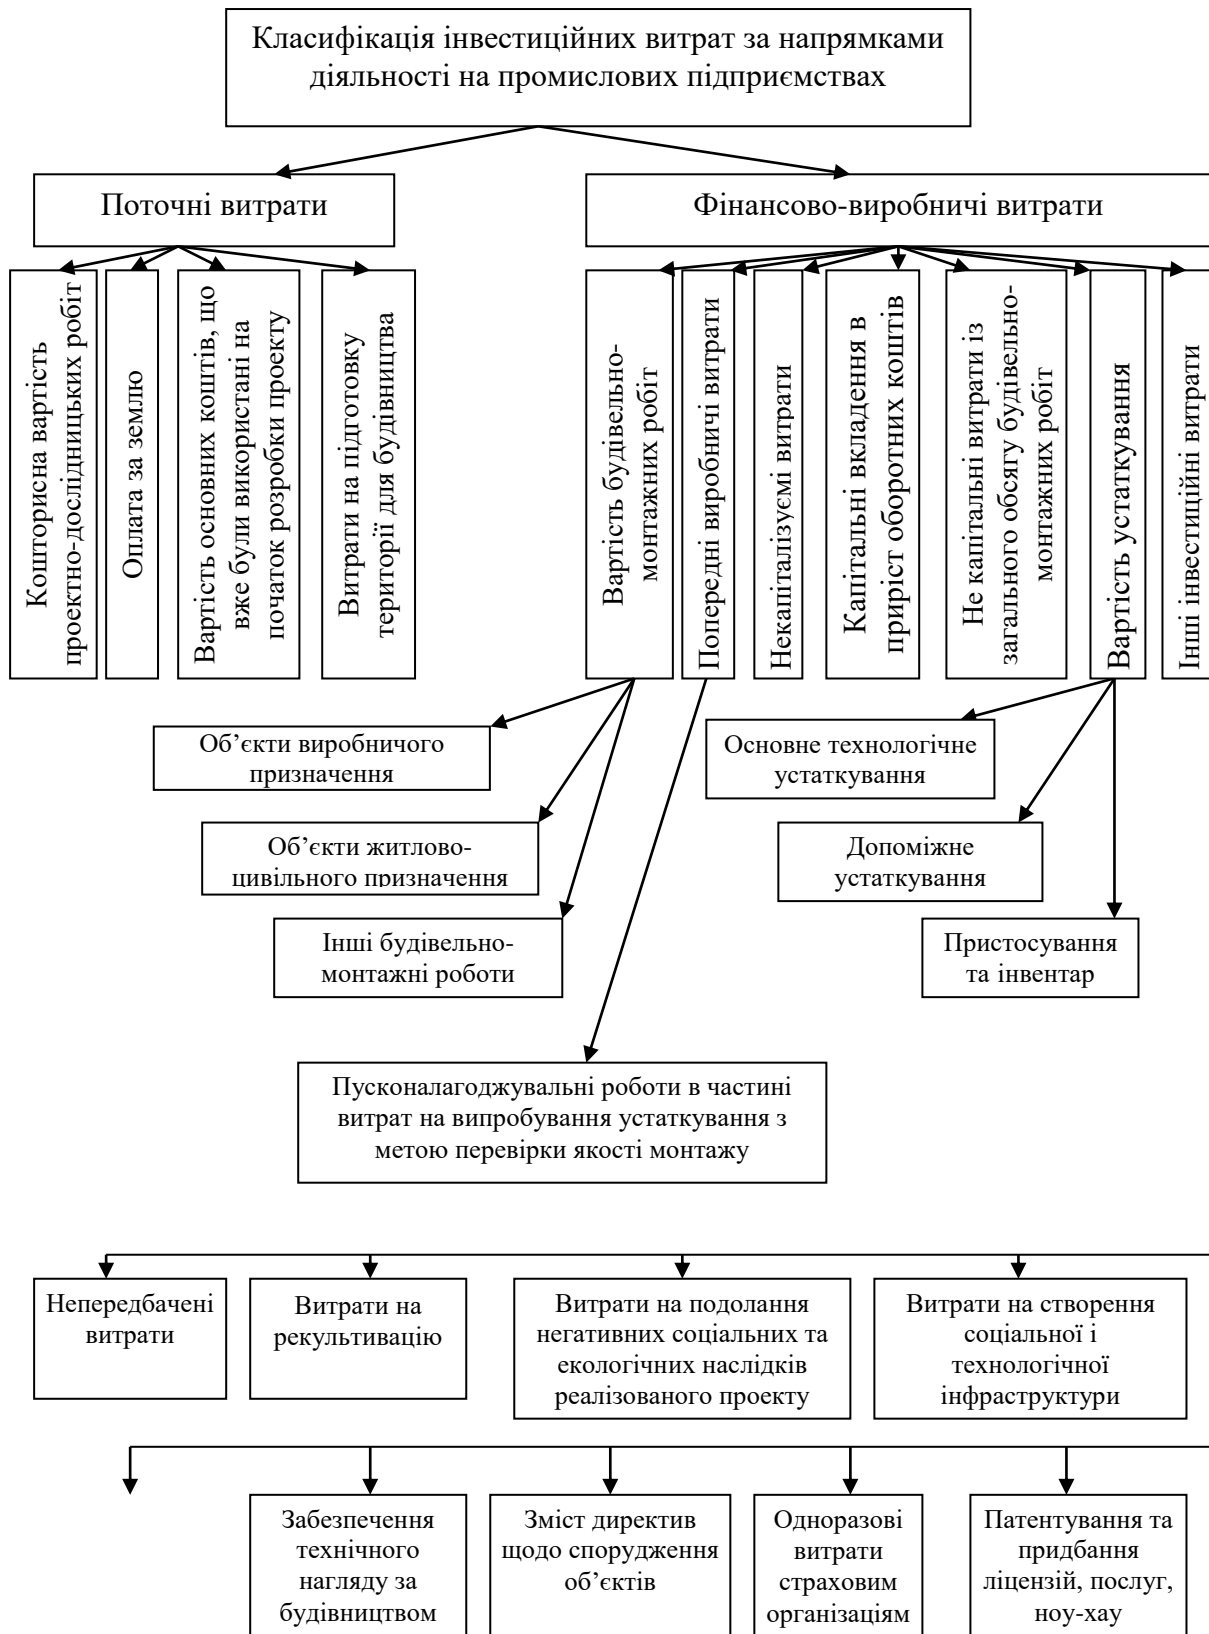 Класифікація інвестиційних витрат за напрямками
діяльності на промислових підприємствах
Поточні витрати
Фінансово-виробничі витрати
Кошторисна вартість
проектно-дослідницьких робіт
Оплата за землю
Вартість основних коштів, що
вже були використані на
початок розробки проекту
Витрати на підготовку
території для будівництва
Вартість будівельно-
монтажних робіт
Попередні виробничі витрати
Некапіталізуємі витрати
Капітальні вкладення в
приріст оборотних коштів
Не капітальні витрати із
загального обсягу будівельно-
монтажних робіт
Вартість устаткування
Інші інвестиційні витрати
Об’єкти виробничого
призначення
Основне технологічне
устаткування
Об’єкти житлово-
цивільного призначення
Допоміжне
устаткування
Інші будівельно-
монтажні роботи
Пристосування
та інвентар
Пусконалагоджувальні роботи в частині
витрат на випробування устаткування з
метою перевірки якості монтажу
Непередбачені
витрати
Витрати на
рекультивацію
Витрати на подолання
негативних соціальних та
екологічних наслідків
реалізованого проекту
Витрати на створення
соціальної і
технологічної
інфраструктури
Забезпечення
технічного
нагляду за
будівництвом
Зміст директив
щодо спорудження
об’єктів
Одноразові
витрати
страховим
організаціям
Патентування та
придбання
ліцензій, послуг,
ноу-хау